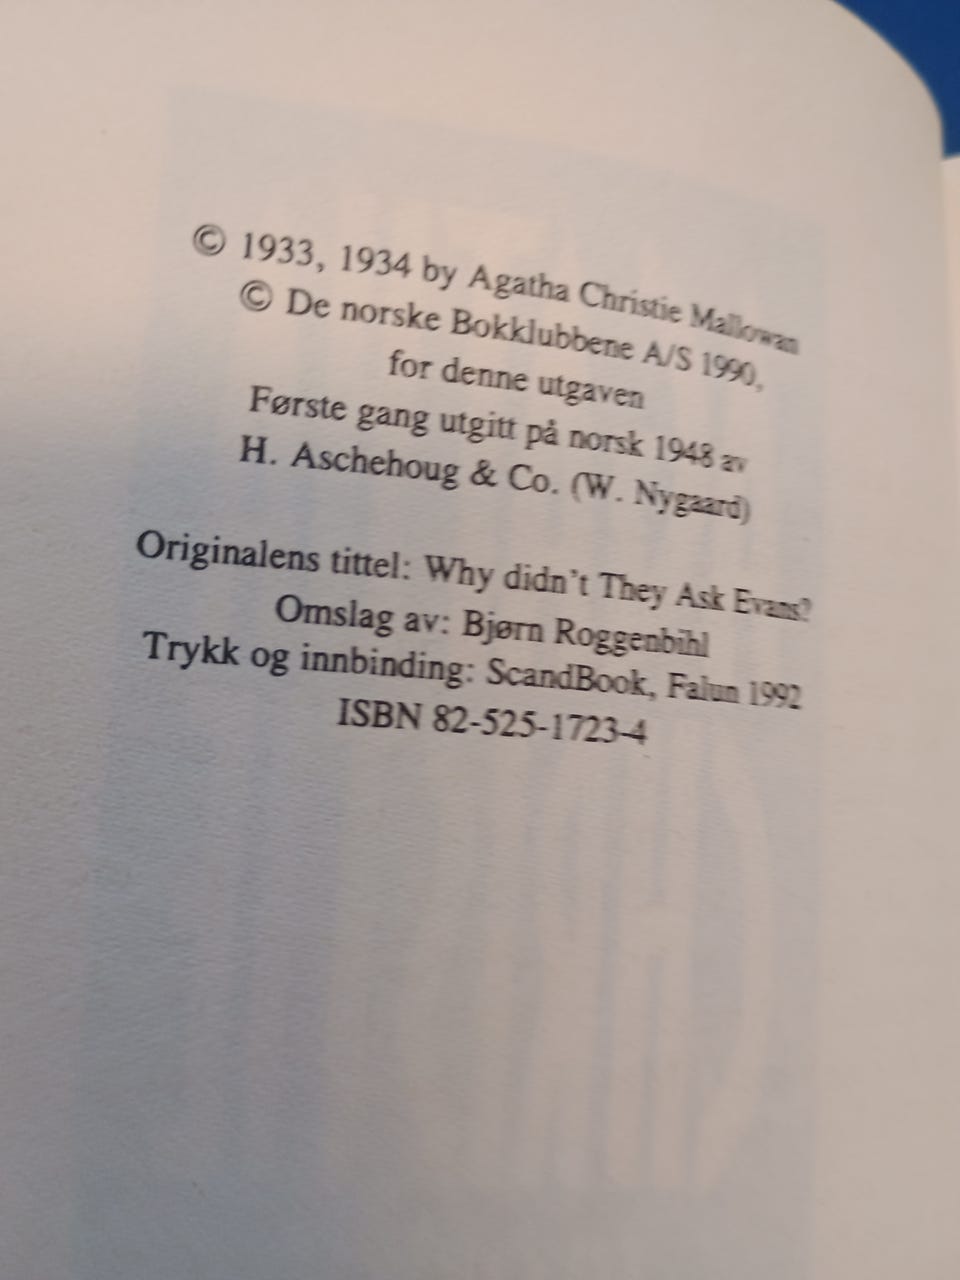 © 1933, 1934 by Agatha Christie Mallowan
© De norske Bokklubbene A/S 1990,
for denne utgaven
Første gang utgitt på norsk 1948 av
H. Aschehoug & Co. (W. Nygaard)
Originalens tittel: Why didn't They Ask Evans?
Omslag av: Bjørn Roggenbihl
Trykk og innbinding: ScandBook, Falun 1992
ISBN 82-525-1723-4